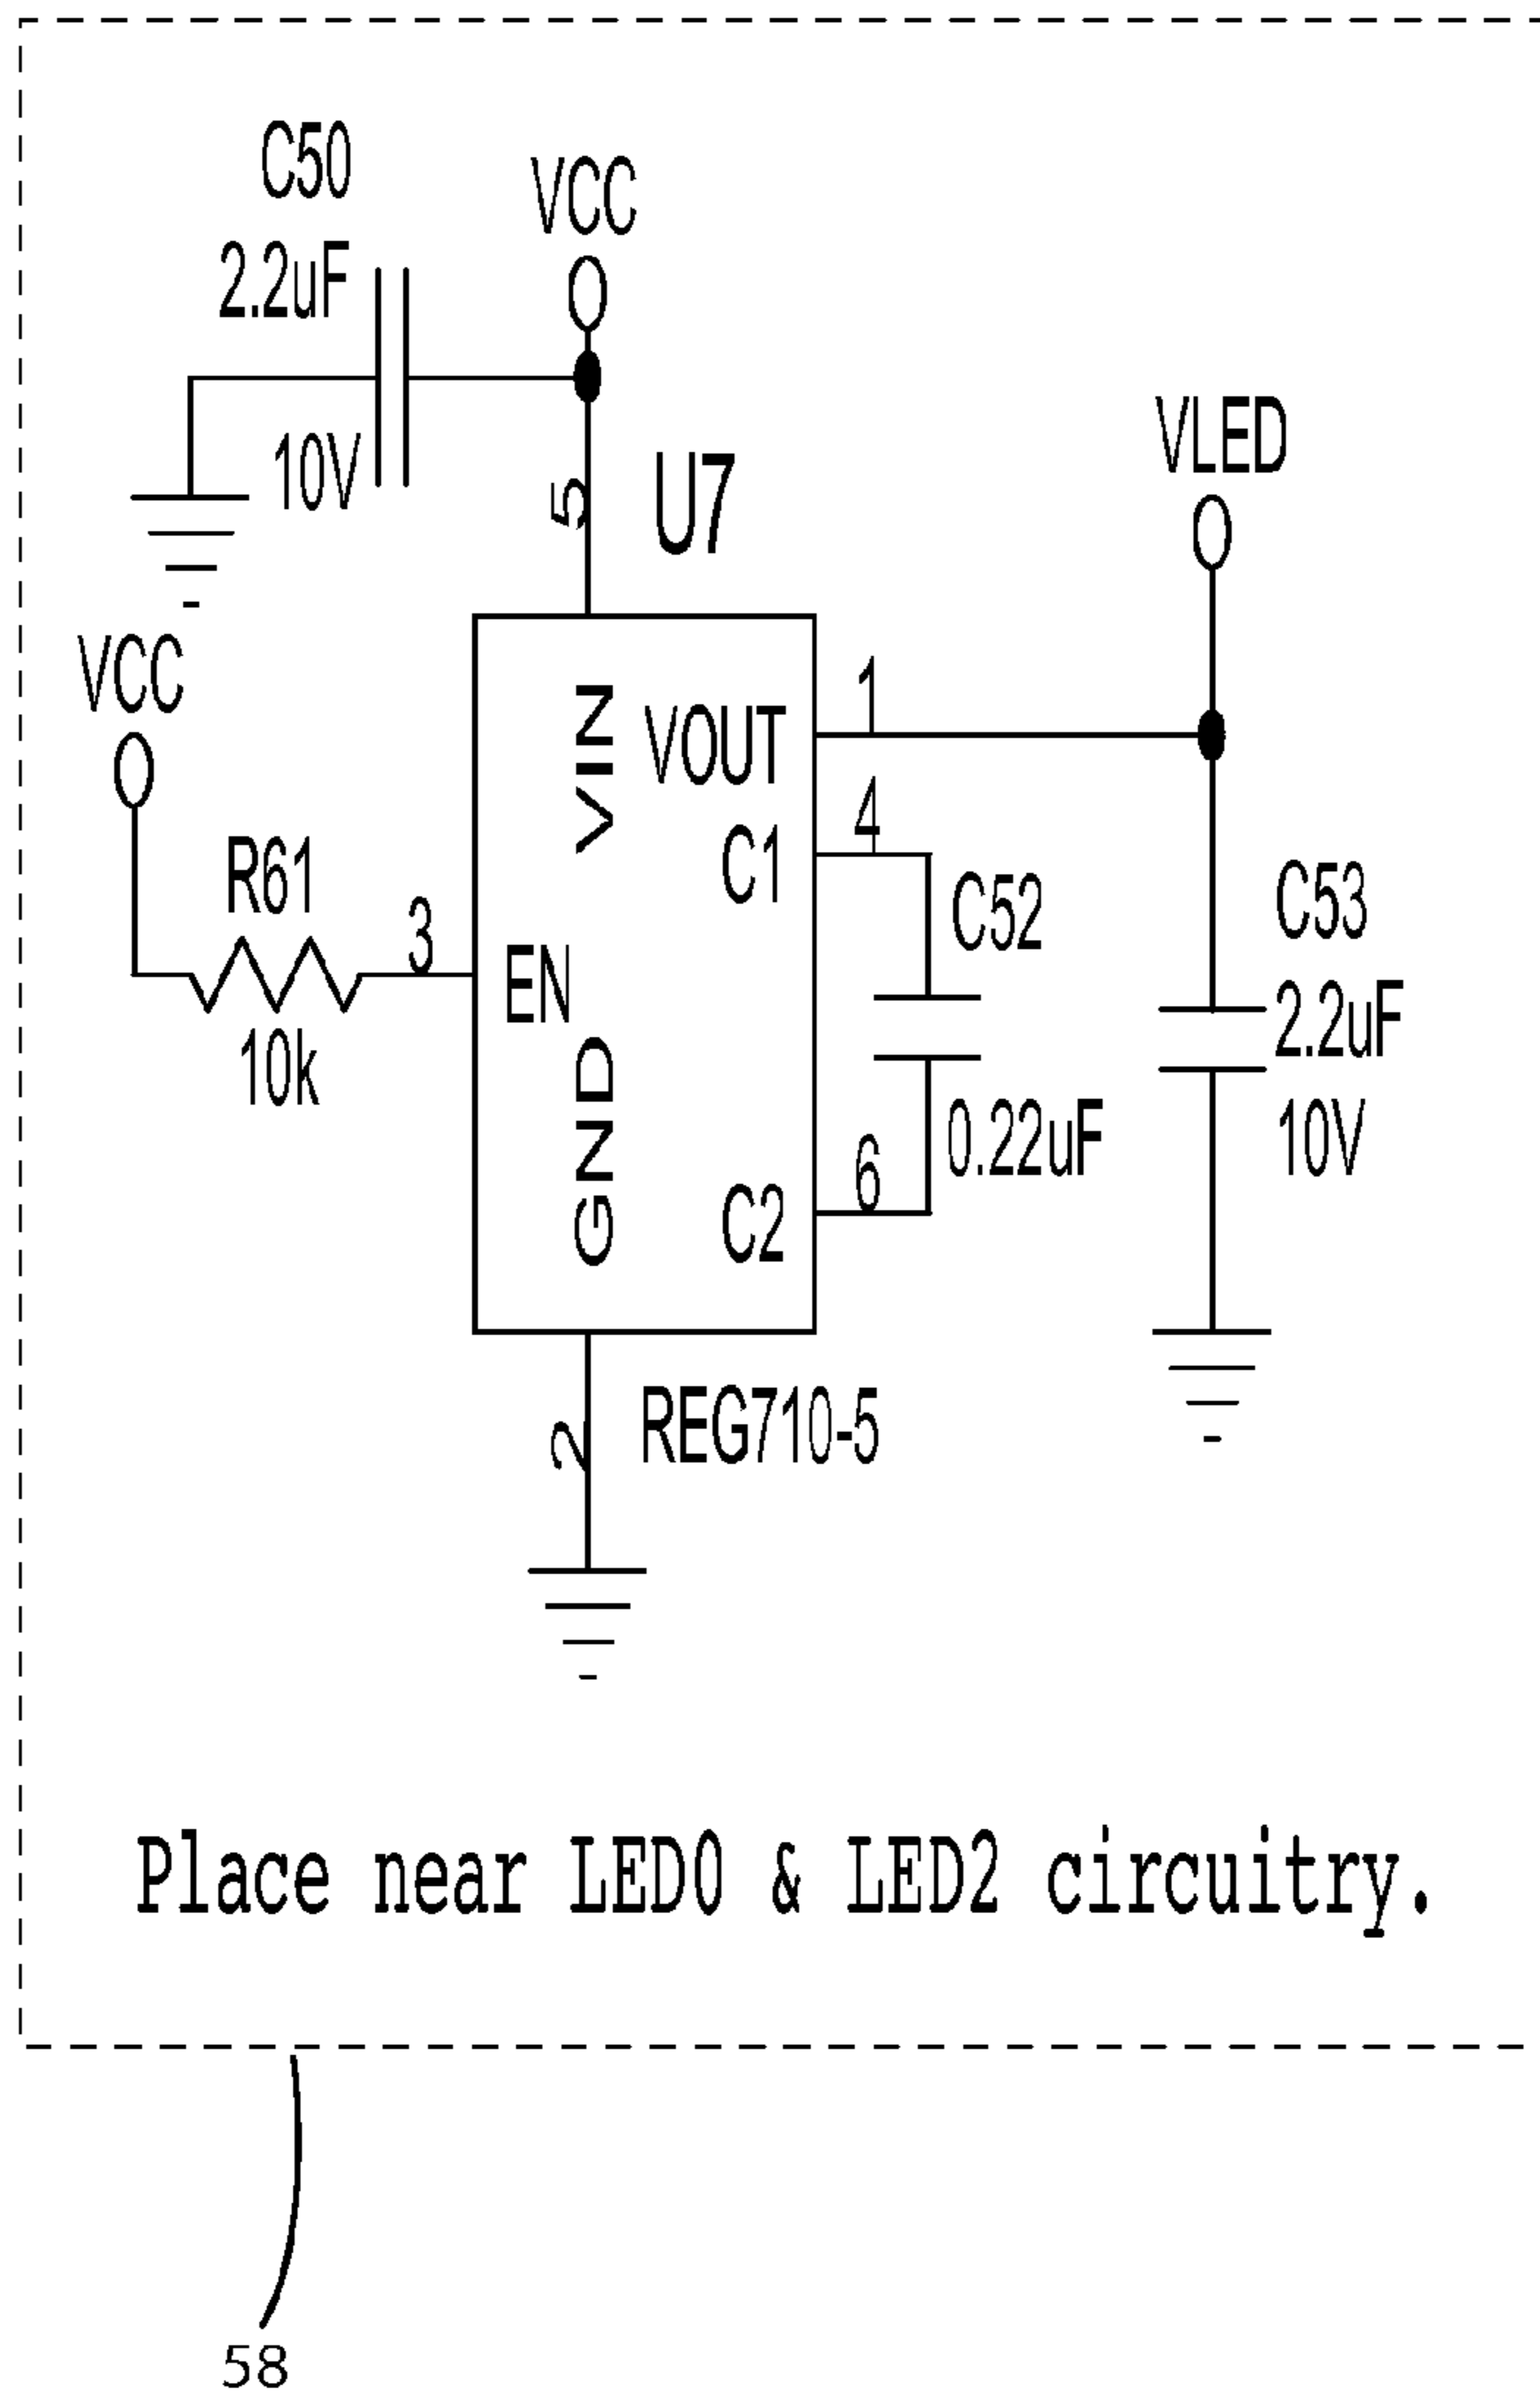 C50
2.2uF
10V
VCC
5
U7
VLED
VCC
R61
10k
3
VIN
VOUT
1
C1
4
EN
GND
C2
6
C52
0.22uF
C53
2.2uF
10V
2
REG710-5
Place near LED0 & LED2 circuitry.
58